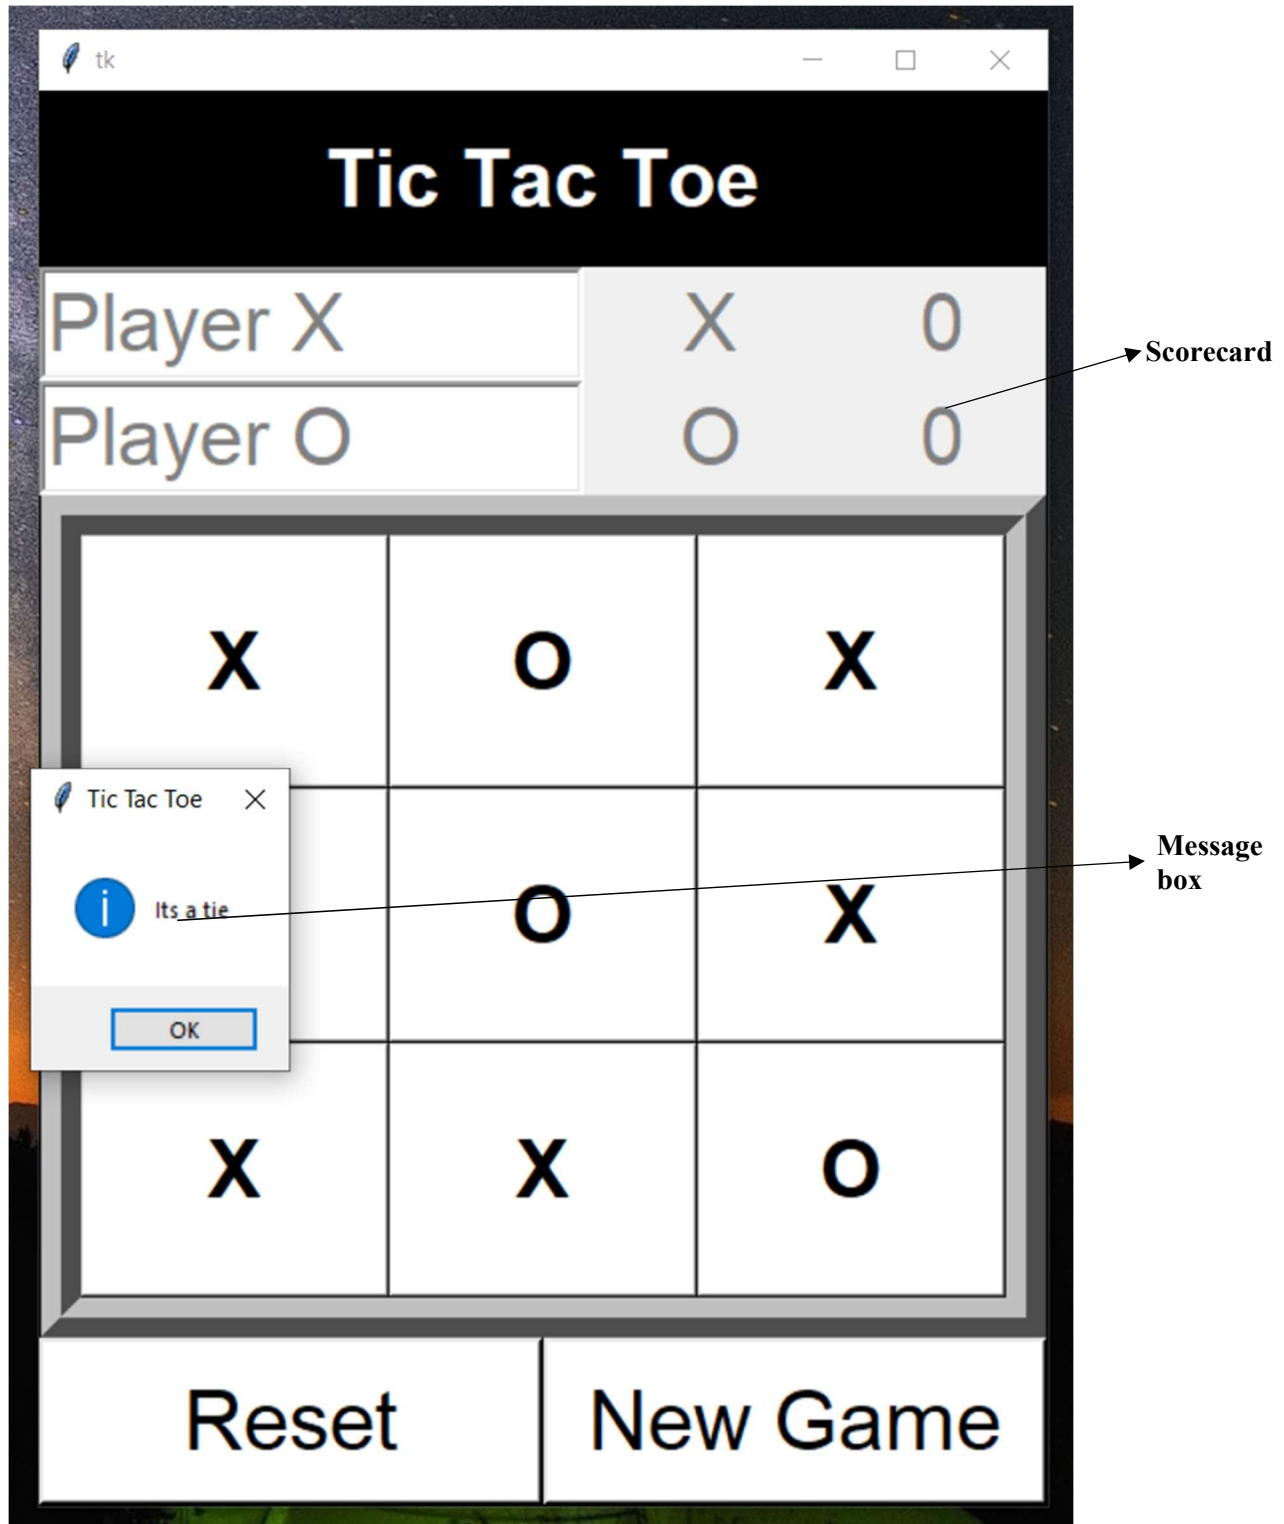 tk
Tic Tac Toe
Player X X 0
Scorecard
Player O O 0
X O X
Tic Tac Toe
Message
box
i Its a tie
O X
OK
X X O
Reset New Game